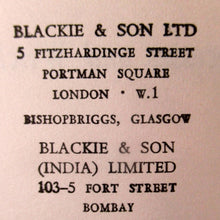 BLACKIE & SON LTD
5 FITZHARDINGE STREET
PORTMAN SQUARE
LONDON · W.1
BISHOPBRIGGS, GLASGOW
BLACKIE & SON
(INDIA) LIMITED
103-5 FORT STREET
BOMBAY